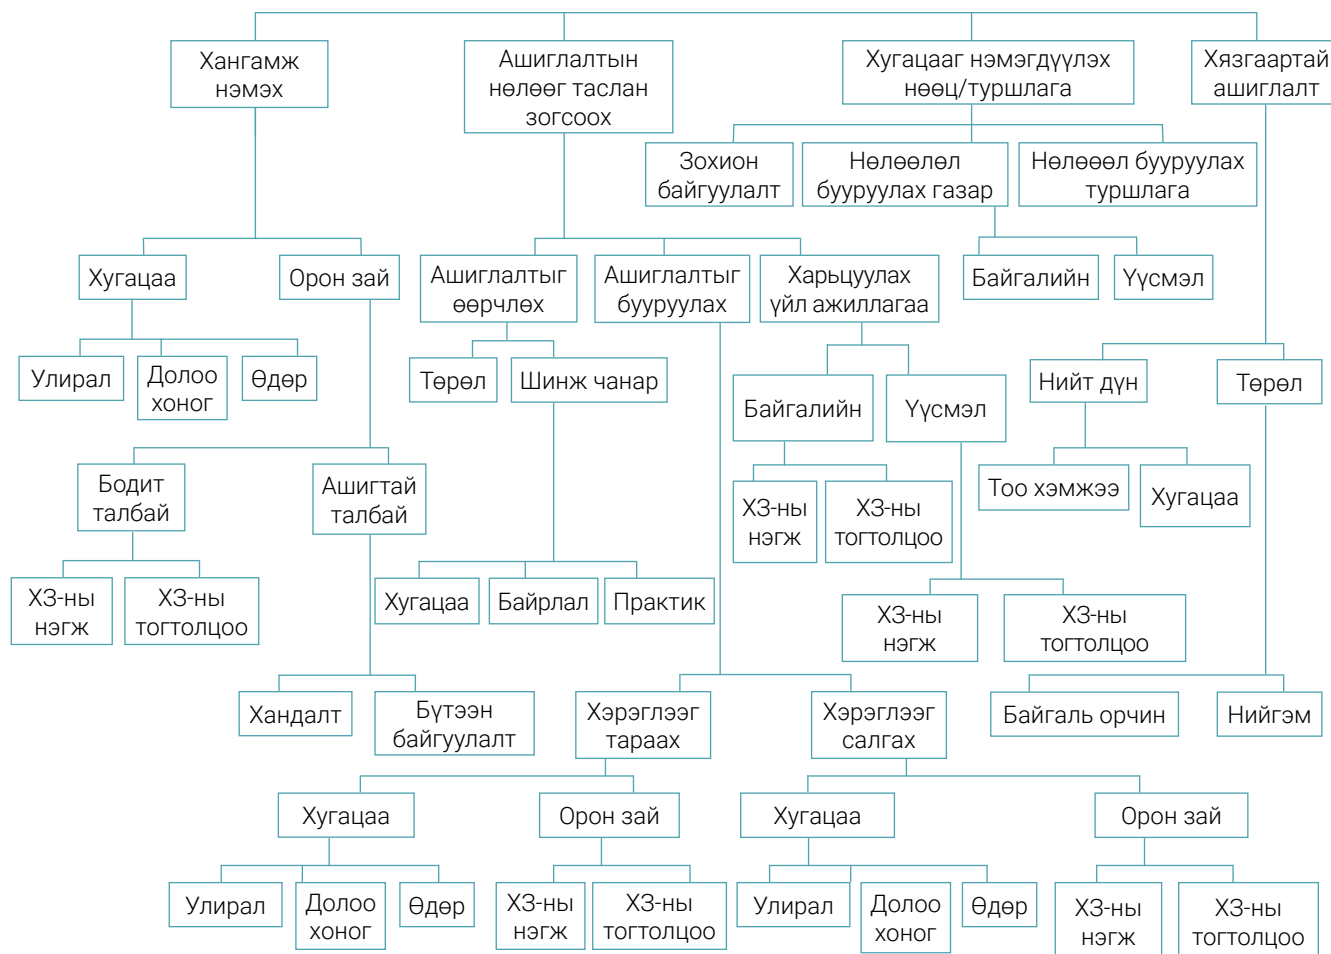 Хангамж
нэмэх
Ашиглалтын
нөлөөг таслан
зогсоох
Хугацааг нэмэгдүүлэх
нөөц/туршлага
Хязгаартай
ашиглалт
Зохион
байгуулалт
Нөлөөлөл
бууруулах газар
Нөлөөөл бууруулах
туршлага
Хугацаа
Орон зай
Ашиглалтыг
өөрчлөх
Ашиглалтыг
бууруулах
Харьцуулах
үйл ажиллагаа
Байгалийн
Үүсмэл
Улирал
Долоо
хоног
Өдөр
Төрөл
Шинж чанар
Байгалийн
Үүсмэл
Нийт дүн
Төрөл
Бодит
талбай
Ашигтай
талбай
ХЗ-ны
нэгж
ХЗ-ны
тогтолцоо
Тоо хэмжээ
Хугацаа
ХЗ-ны
нэгж
ХЗ-ны
тогтолцоо
Хугацаа
Байрлал
Практик
ХЗ-ны
нэгж
ХЗ-ны
тогтолцоо
Хандалт
Бүтээн
байгуулалт
Хэрэглээг
тараах
Хэрэглээг
салгах
Байгаль орчин
Нийгэм
Хугацаа
Орон зай
Хугацаа
Орон зай
Улирал
Долоо
хоног
Өдөр
ХЗ-ны
нэгж
ХЗ-ны
тогтолцоо
Улирал
Долоо
хоног
Өдөр
ХЗ-ны
нэгж
ХЗ-ны
тогтолцоо